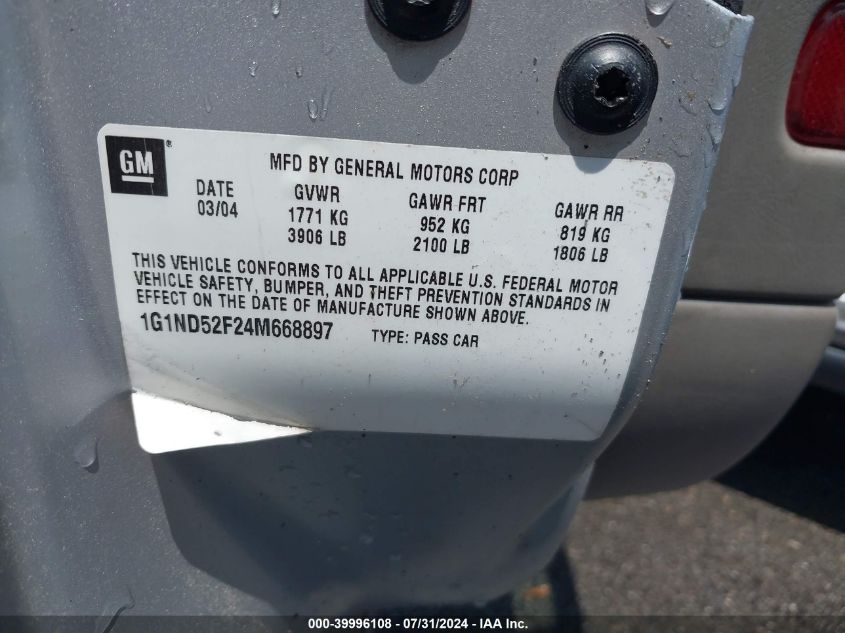 GM®
MFD BY GENERAL MOTORS CORP
DATE GVWR GAWR FRT GAWR RR
03/04 1771 KG 952 KG 819 KG
3906 LB 2100 LB 1806 LB
THIS VEHICLE CONFORMS TO ALL APPLICABLE U.S. FEDERAL MOTOR
VEHICLE SAFETY, BUMPER, AND THEFT PREVENTION STANDARDS IN
EFFECT ON THE DATE OF MANUFACTURE SHOWN ABOVE.
1G1ND52F24M668897 TYPE: PASS CAR
000-39996108 - 07/31/2024 - IAA Inc.